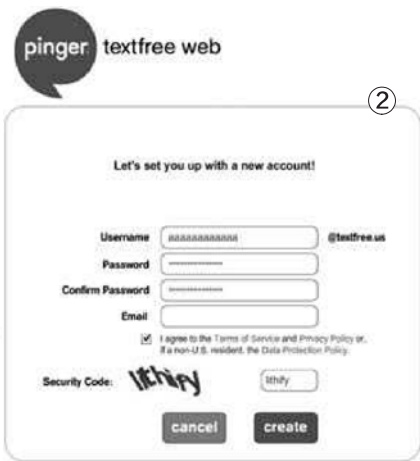 pinger textfree web
②
Let's set you up with a new account!
Username aaaaaaaaaaaa @textfree.us
Password
Confirm Password
Email
I agree to the Terms of Service and Privacy Policy or,
if a non-U.S. resident, the Data Protection Policy.
Security Code: lithify lithify
cancel create